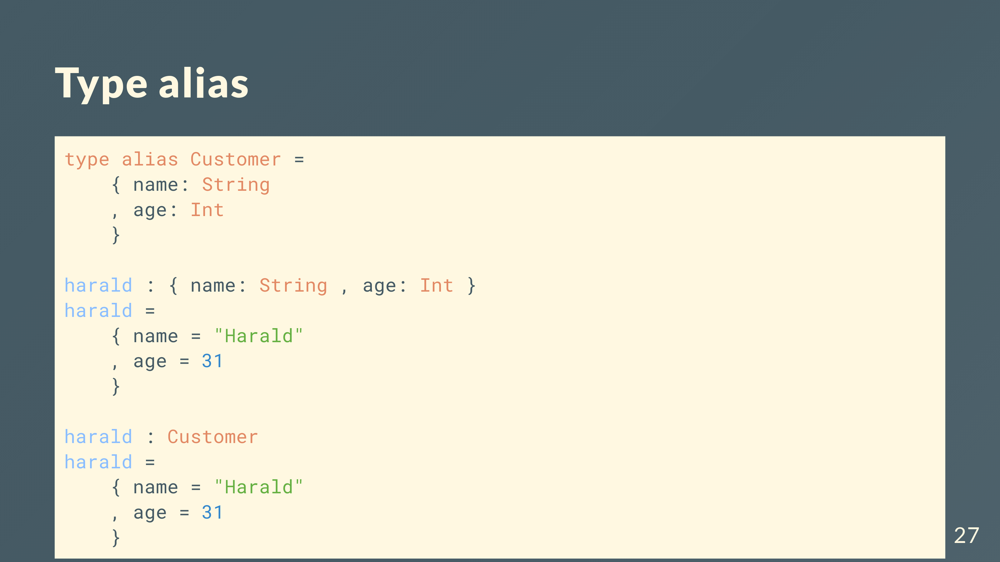 Type alias
type alias Customer =
    { name: String
    , age: Int
    }

harald : { name: String , age: Int }
harald =
    { name = "Harald"
    , age = 31
    }

harald : Customer
harald =
    { name = "Harald"
    , age = 31
    }
27